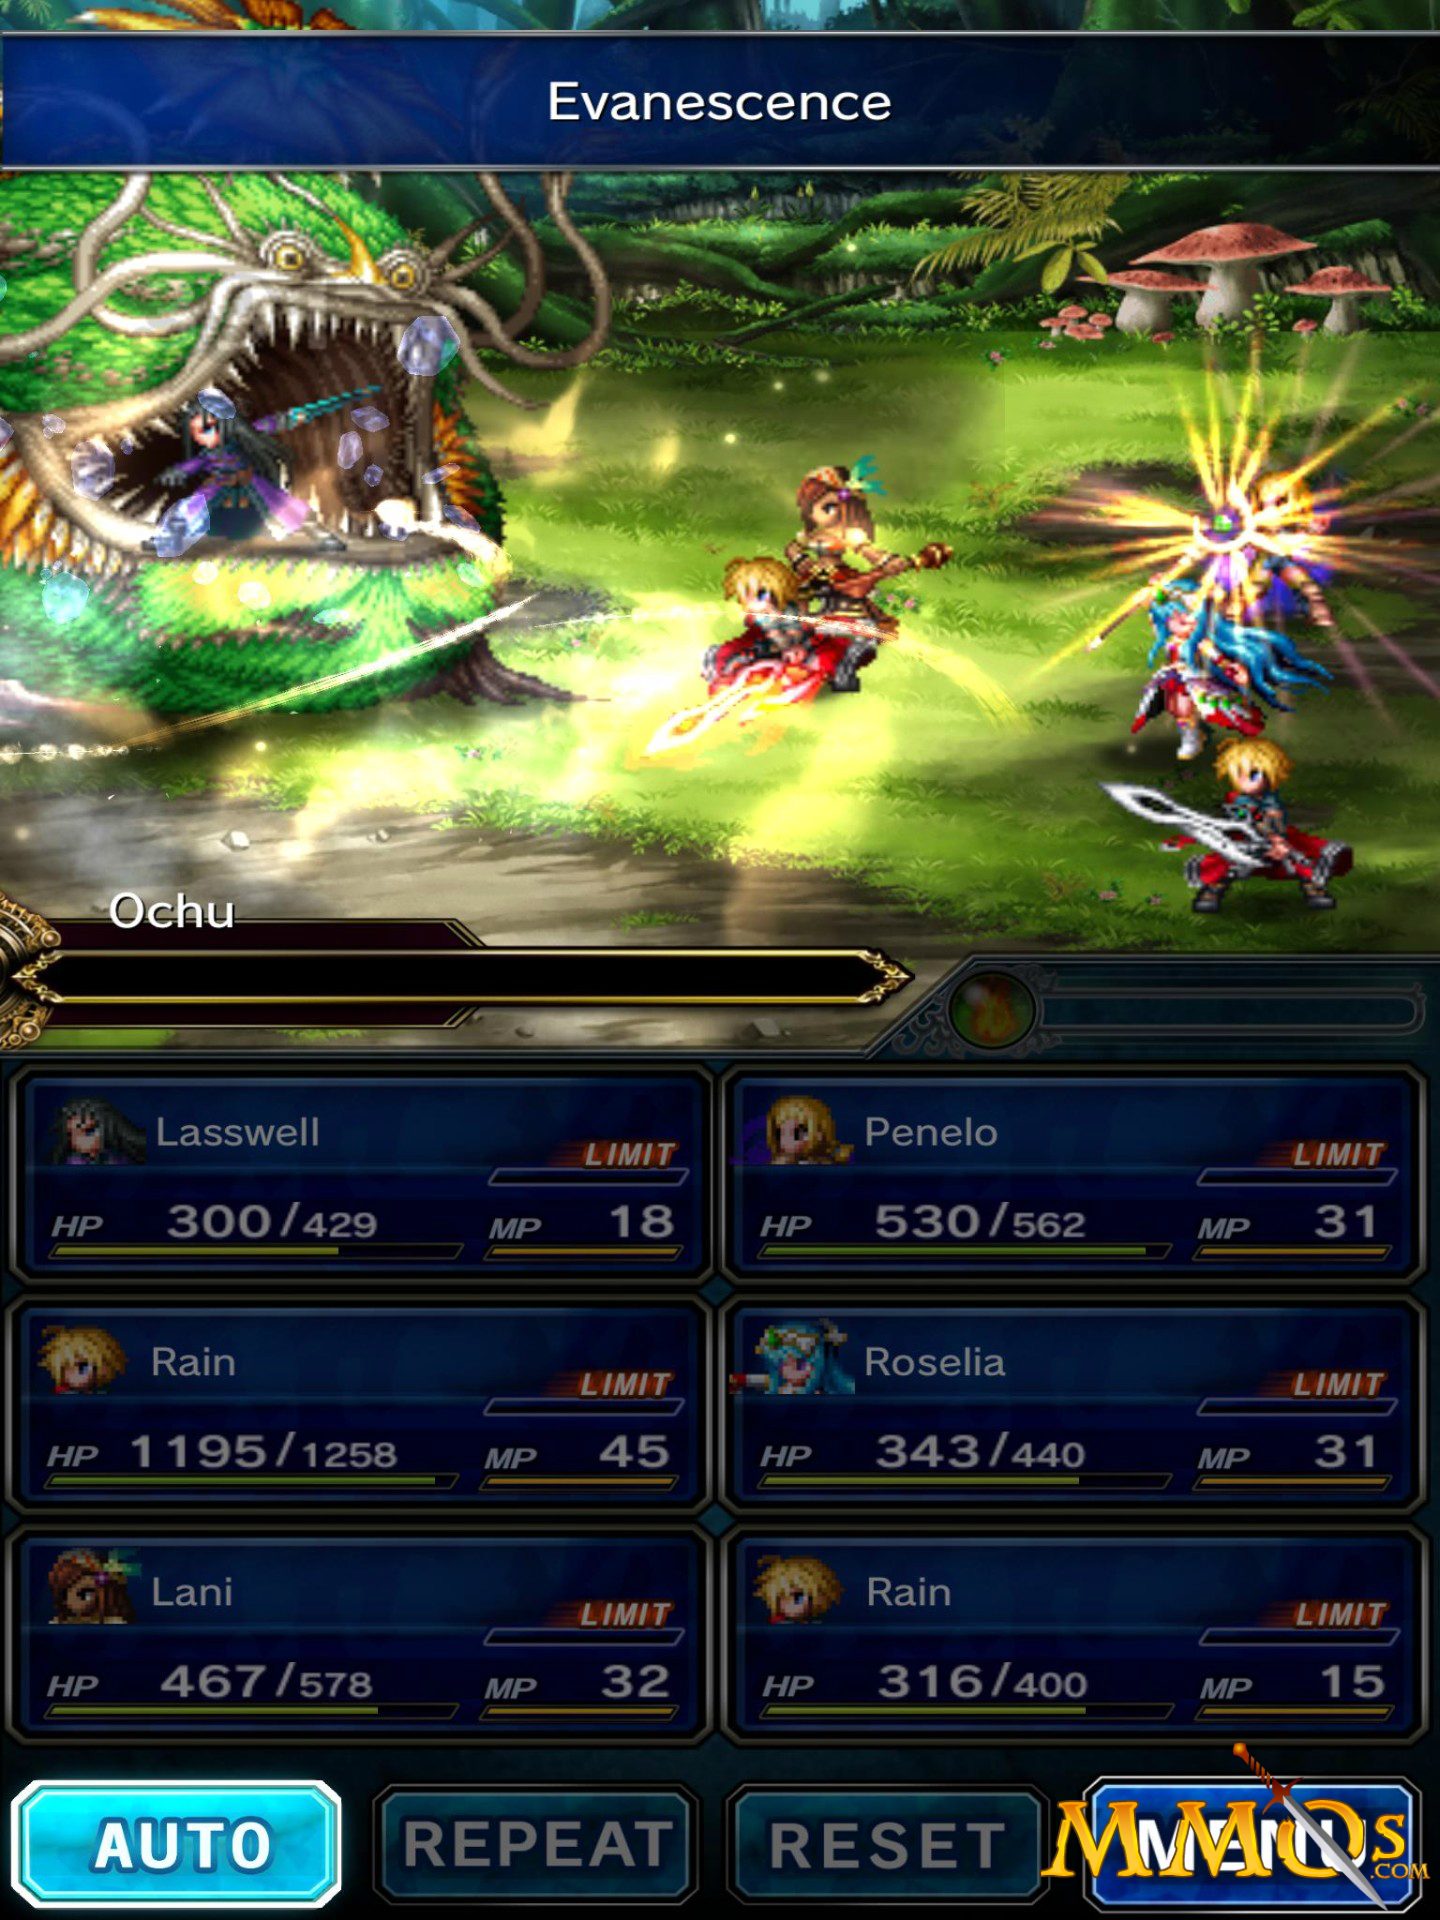 Evanescence
Ochu
Lasswell
LIMIT
HP 300/429 MP 18
Penelo
LIMIT
HP 530/562 MP 31
Rain
LIMIT
HP 1195/1258 MP 45
Roselia
LIMIT
HP 343/440 MP 31
Lani
LIMIT
HP 467/578 MP 32
Rain
LIMIT
HP 316/400 MP 15
AUTO REPEAT RESET MENU
MMOs.COM